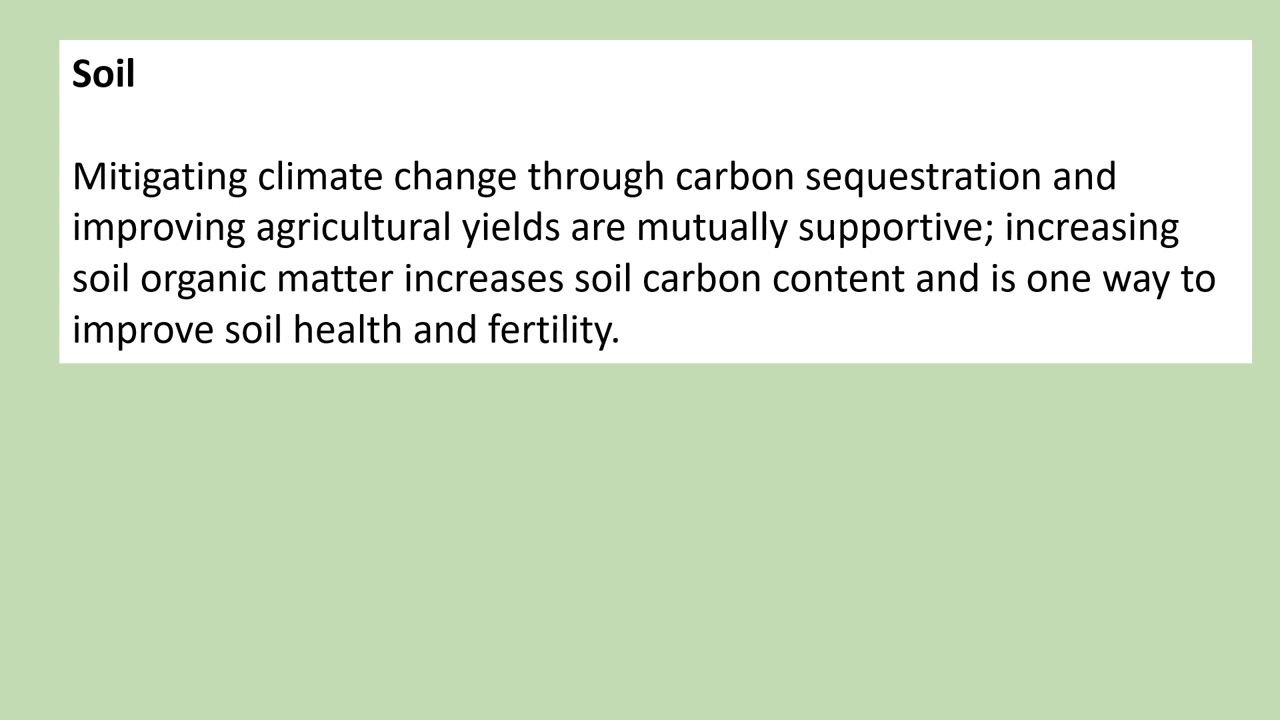 Soil
Mitigating climate change through carbon sequestration and
improving agricultural yields are mutually supportive; increasing
soil organic matter increases soil carbon content and is one way to
improve soil health and fertility.